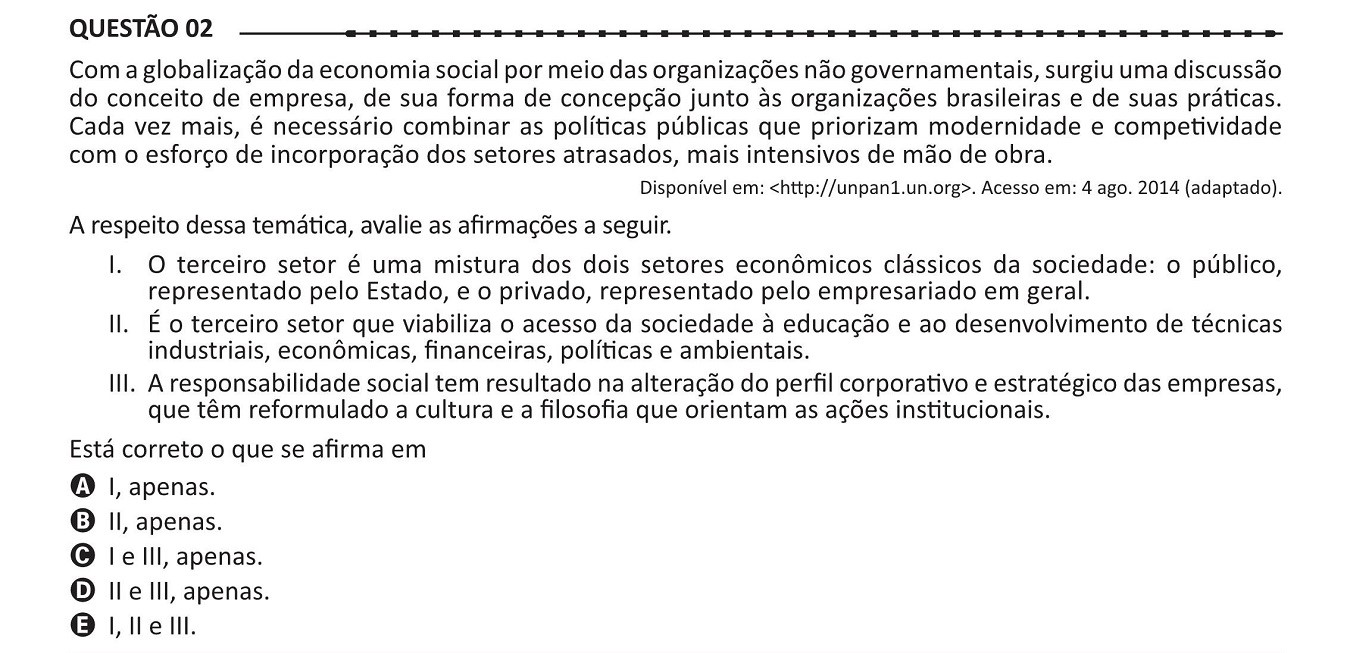 QUESTÃO 02
Com a globalização da economia social por meio das organizações não governamentais, surgiu uma discussão
do conceito de empresa, de sua forma de concepção junto às organizações brasileiras e de suas práticas.
Cada vez mais, é necessário combinar as políticas públicas que priorizam modernidade e competividade
com o esforço de incorporação dos setores atrasados, mais intensivos de mão de obra.
Disponível em: <http://unpan1.un.org>. Acesso em: 4 ago. 2014 (adaptado).
A respeito dessa temática, avalie as afirmações a seguir.
I. O terceiro setor é uma mistura dos dois setores econômicos clássicos da sociedade: o público,
representado pelo Estado, e o privado, representado pelo empresariado em geral.
II. É o terceiro setor que viabiliza o acesso da sociedade à educação e ao desenvolvimento de técnicas
industriais, econômicas, financeiras, políticas e ambientais.
III. A responsabilidade social tem resultado na alteração do perfil corporativo e estratégico das empresas,
que têm reformulado a cultura e a filosofia que orientam as ações institucionais.
Está correto o que se afirma em
A I, apenas.
B II, apenas.
C I e III, apenas.
D II e III, apenas.
E I, II e III.